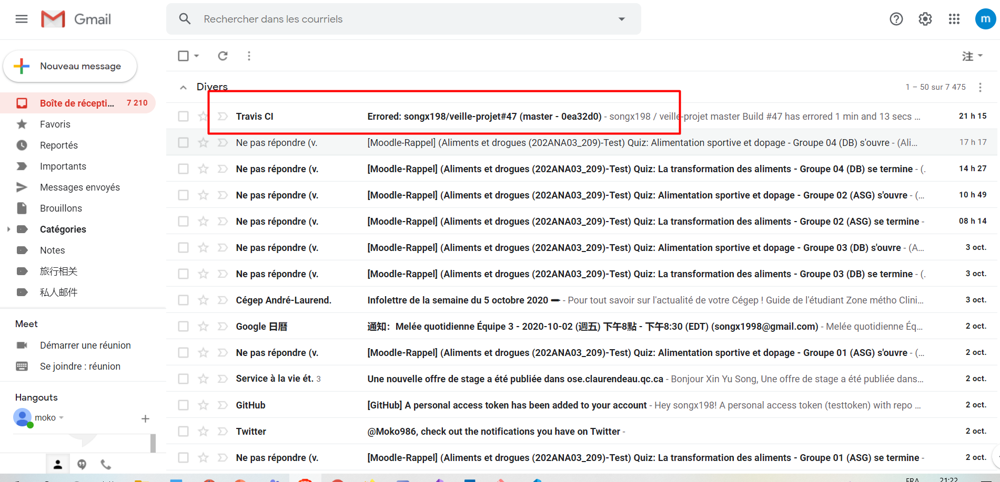 Gmail
Rechercher dans les courriels
m
Nouveau message
注
Divers
1 – 50 sur 7 475
Boîte de récepti... 7 210
Favoris
Reportés
Importants
Messages envoyés
Brouillons
Catégories
Notes
旅行相关
私人邮件
Meet
Démarrer une réunion
Se joindre : réunion
Hangouts
moko
Travis CI Errored: songx198/veille-projet#47 (master - 0ea32d0) - songx198 / veille-projet master Build #47 has errored 1 min and 13 secs ... 21 h 15
Ne pas répondre (v. [Moodle-Rappel] (Aliments et drogues (202ANA03_209)-Test) Quiz: Alimentation sportive et dopage - Groupe 04 (DB) s'ouvre - (Ali... 17 h 17
Ne pas répondre (v. [Moodle-Rappel] (Aliments et drogues (202ANA03_209)-Test) Quiz: La transformation des aliments - Groupe 04 (DB) se termine - (. 14 h 27
Ne pas répondre (v. [Moodle-Rappel] (Aliments et drogues (202ANA03_209)-Test) Quiz: Alimentation sportive et dopage - Groupe 02 (ASG) s'ouvre - (... 10 h 49
Ne pas répondre (v. [Moodle-Rappel] (Aliments et drogues (202ANA03_209)-Test) Quiz: La transformation des aliments - Groupe 02 (ASG) se termine - 08 h 14
Ne pas répondre (v. [Moodle-Rappel] (Aliments et drogues (202ANA03_209)-Test) Quiz: Alimentation sportive et dopage - Groupe 03 (DB) s'ouvre - (A... 3 oct.
Ne pas répondre (v. [Moodle-Rappel] (Aliments et drogues (202ANA03_209)-Test) Quiz: La transformation des aliments - Groupe 03 (DB) se termine - (. 3 oct.
Cégep André-Laurend. Infolettre de la semaine du 5 octobre 2020 - Pour tout savoir sur l'actualité de votre Cégep ! Guide de l'étudiant Zone métho Clini... 3 oct.
Google 日曆 通知：Melée quotidienne Équipe 3 - 2020-10-02 (週五) 下午8點 - 下午8:30 (EDT) (songx1998@gmail.com) - Melée quotidienne Éq... 2 oct.
Ne pas répondre (v. [Moodle-Rappel] (Aliments et drogues (202ANA03_209)-Test) Quiz: Alimentation sportive et dopage - Groupe 01 (ASG) s'ouvre - (... 2 oct.
Service à la vie ét. 3 Une nouvelle offre de stage a été publiée dans ose.claurendeau.qc.ca - Bonjour Xin Yu Song, Une offre de stage a été publiée dans... 2 oct.
GitHub [GitHub] A personal access token has been added to your account - Hey songx198! A personal access token (testtoken) with repo ... 2 oct.
Twitter @Moko986, check out the notifications you have on Twitter - 2 oct.
Ne pas répondre (v. [Moodle-Rappel] (Aliments et drogues (202ANA03_209)-Test) Quiz: La transformation des aliments - Groupe 01 (ASG) se termine - 2 oct.
FRA 21:22